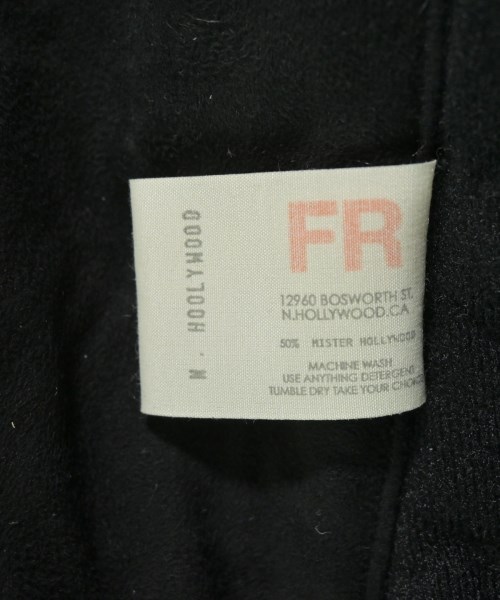 N. HOOLYWOOD
FR
12960 BOSWORTH ST.
N.HOLLYWOOD.CA
50% MISTER HOLLYWOOD
MACHINE WASH
USE ANYTHING DETERGENT
TUMBLE DRY TAKE YOUR